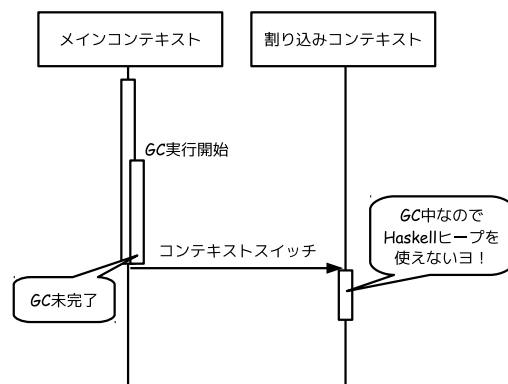 メインコンテキスト
割り込みコンテキスト
GC実行開始
GC中なので
Haskellヒープを
使えないヨ！
コンテキストスイッチ
GC未完了